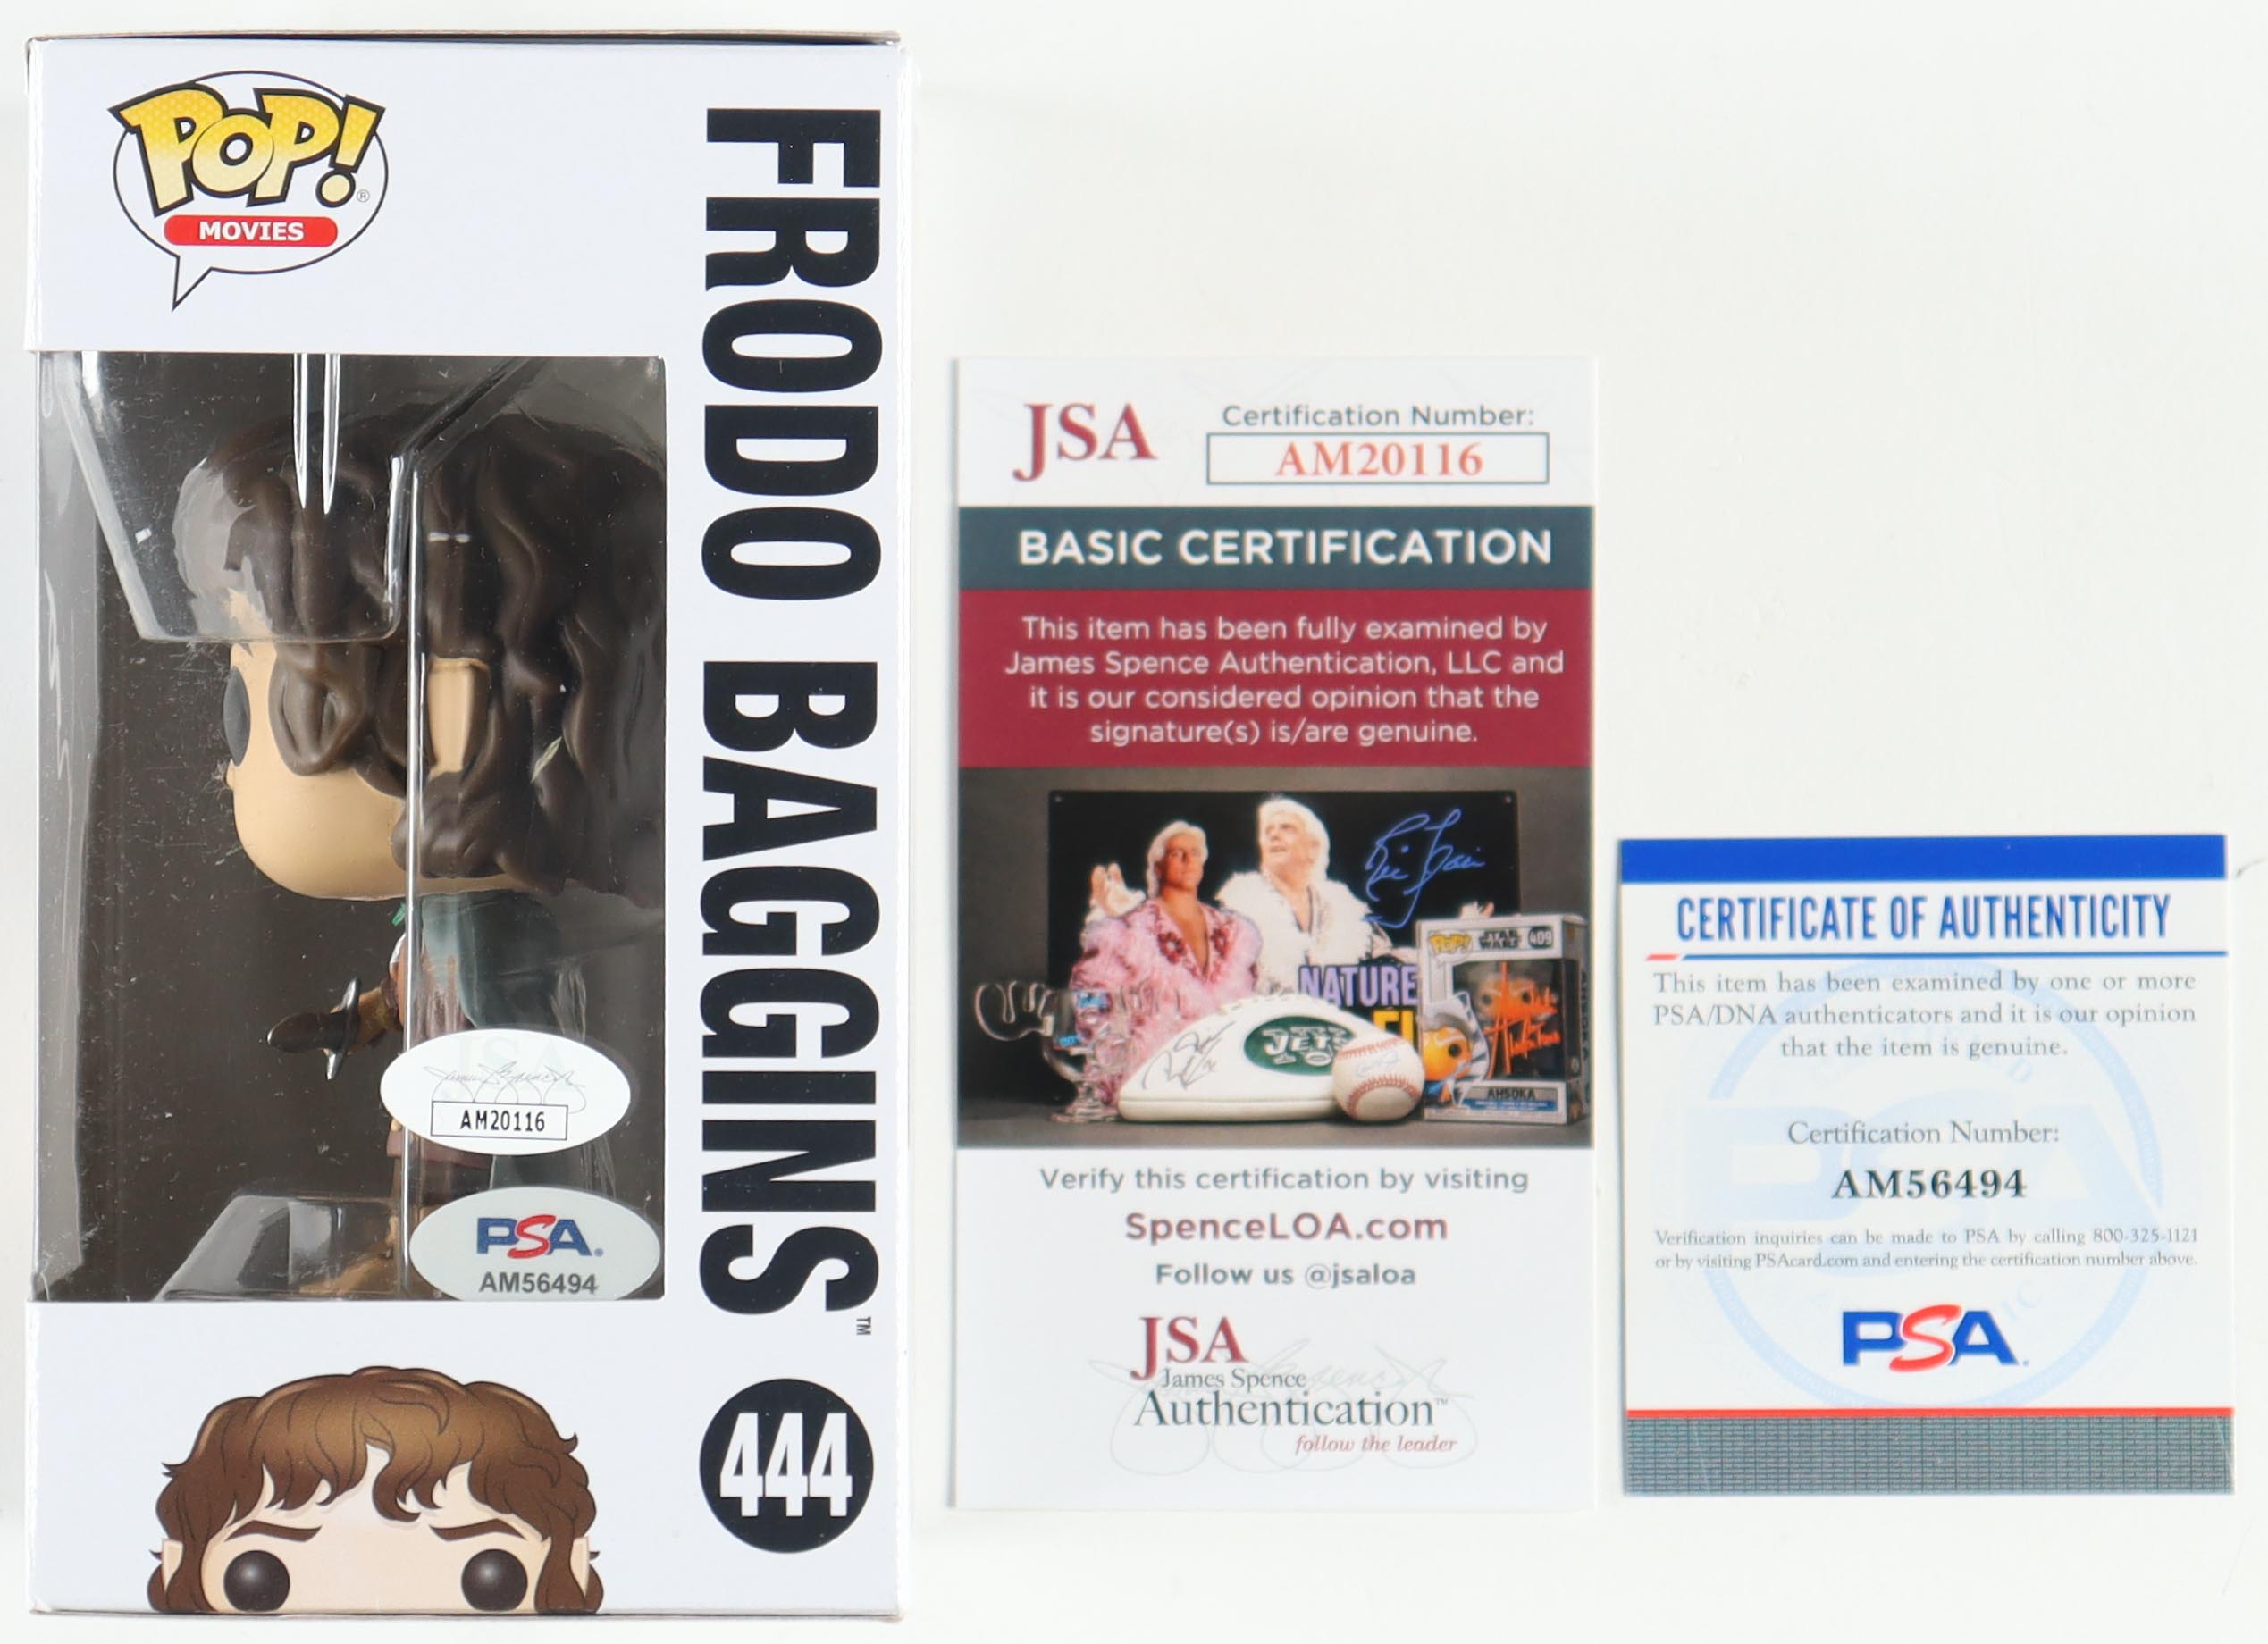 POP!
®
MOVIES
FRODO BAGGINS™
444
AM20116
PSA®
AM56494
JSA
Certification Number:
AM20116
BASIC CERTIFICATION
This item has been fully examined by
James Spence Authentication, LLC and
it is our considered opinion that the
signature(s) is/are genuine.
NATURE
JETS
POP!
STAR WARS
409
AHSOKA
Verify this certification by visiting
SpenceLOA.com
Follow us @jsaloa
JSA
James Spence
Authentication™
follow the leader
CERTIFICATE OF AUTHENTICITY
This item has been examined by one or more
PSA/DNA authenticators and it is our opinion
that the item is genuine.
Certification Number:
AM56494
Verification inquiries can be made to PSA by calling 800-325-1121
or by visiting PSAcard.com and entering the certification number above.
PSA.